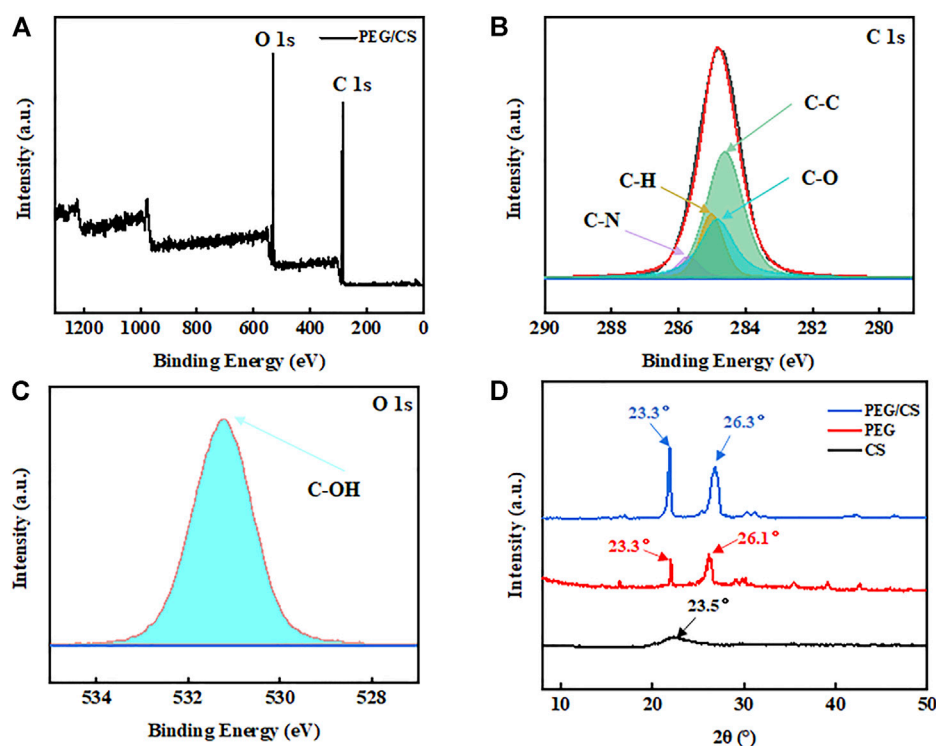 A
O 1s
PEG/CS
C 1s
Intensity (a.u.)
1200 1000 800 600 400 200 0
Binding Energy (eV)
B
C 1s
C-C
C-H
C-O
C-N
Intensity (a.u.)
290 288 286 284 282 280
Binding Energy (eV)
C
O 1s
C-OH
Intensity (a.u.)
534 532 530 528
Binding Energy (eV)
D
PEG/CS
PEG
CS
23.3°
26.3°
23.3°
26.1°
23.5°
Intensity (a.u.)
10 20 30 40 50
2θ (°)